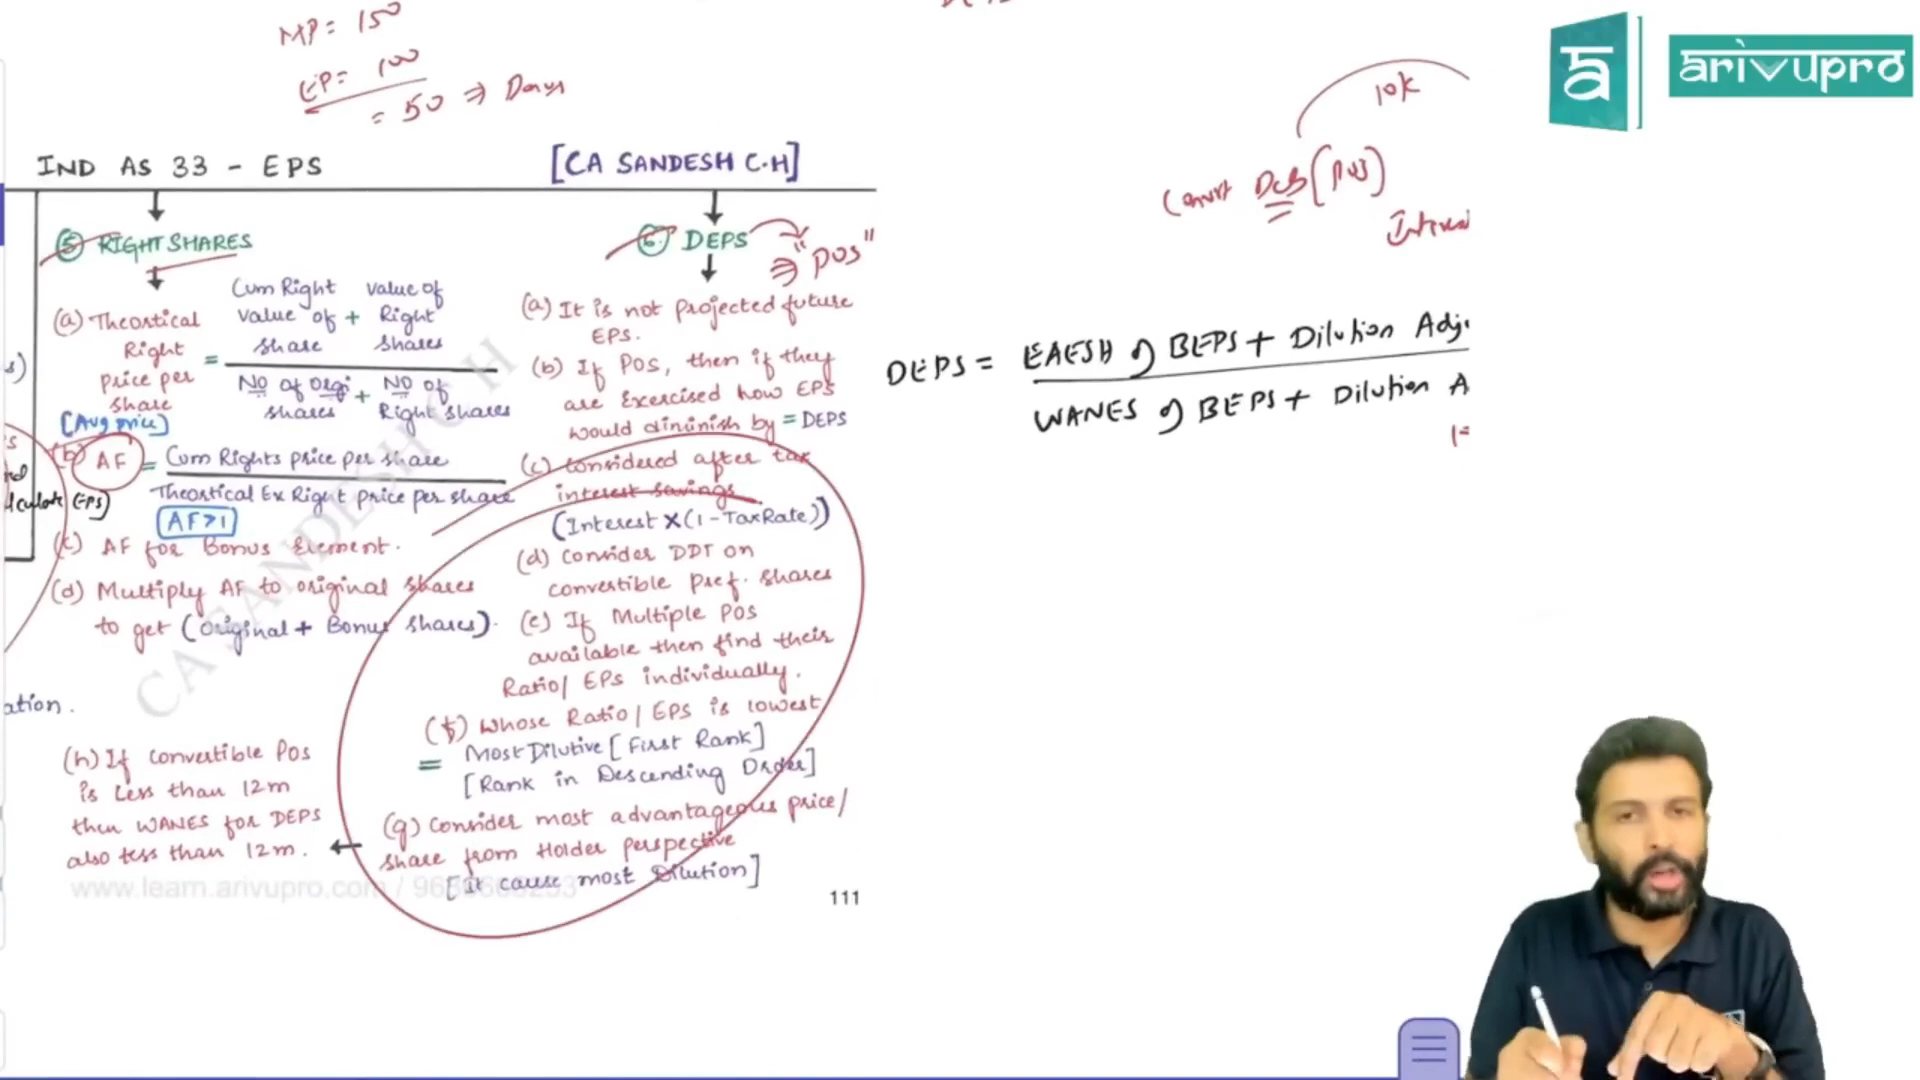 MP = 150
EP = 100
= 50 ⇒ Days
ā
arivupro
IND AS 33 - EPS
[CA SANDESH C.H]
⑤ RIGHT SHARES
(a) Theortical
Right
price per
share
=
Cum Right
value of
share
+
value of
Right
shares
NO of orgi
shares
+
NO of
Right shares
[Avg price]
(b) AF =
Cum Rights price per share
Theortical Ex Right price per share
AF>1
(c) AF for Bonus Element.
(d) Multiply AF to original shares
to get (original + Bonus shares).
s)
lculate (EPS)
ation.
(h) If convertible Pos
is less than 12m
then WANES for DEPS
also less than 12m.
⑥ DEPS
⇒ "POS"
(a) It is not projected future
EPS.
(b) If POS, then if they
are Exercised how EPS
would diminish by = DEPS
(c) considered after tax
interest savings
(Interest X (1 - Tax Rate))
(d) Consider DDT on
convertible Pref. shares
(e) If Multiple POS
available then find their
Ratio/ EPS individually.
(f) Whose Ratio/ EPS is lowest
= Most Dilutive [First Rank]
[Rank in Descending Order]
(g) Consider most advantageous price/
share from Holder perspective
[It cause most Dilution]
CA SANDESH C H
www.learn.arivupro.com /
111
10k
DEPS =
EAESH of BEPS + Dilution Adj
WANES of BEPS + Dilution A